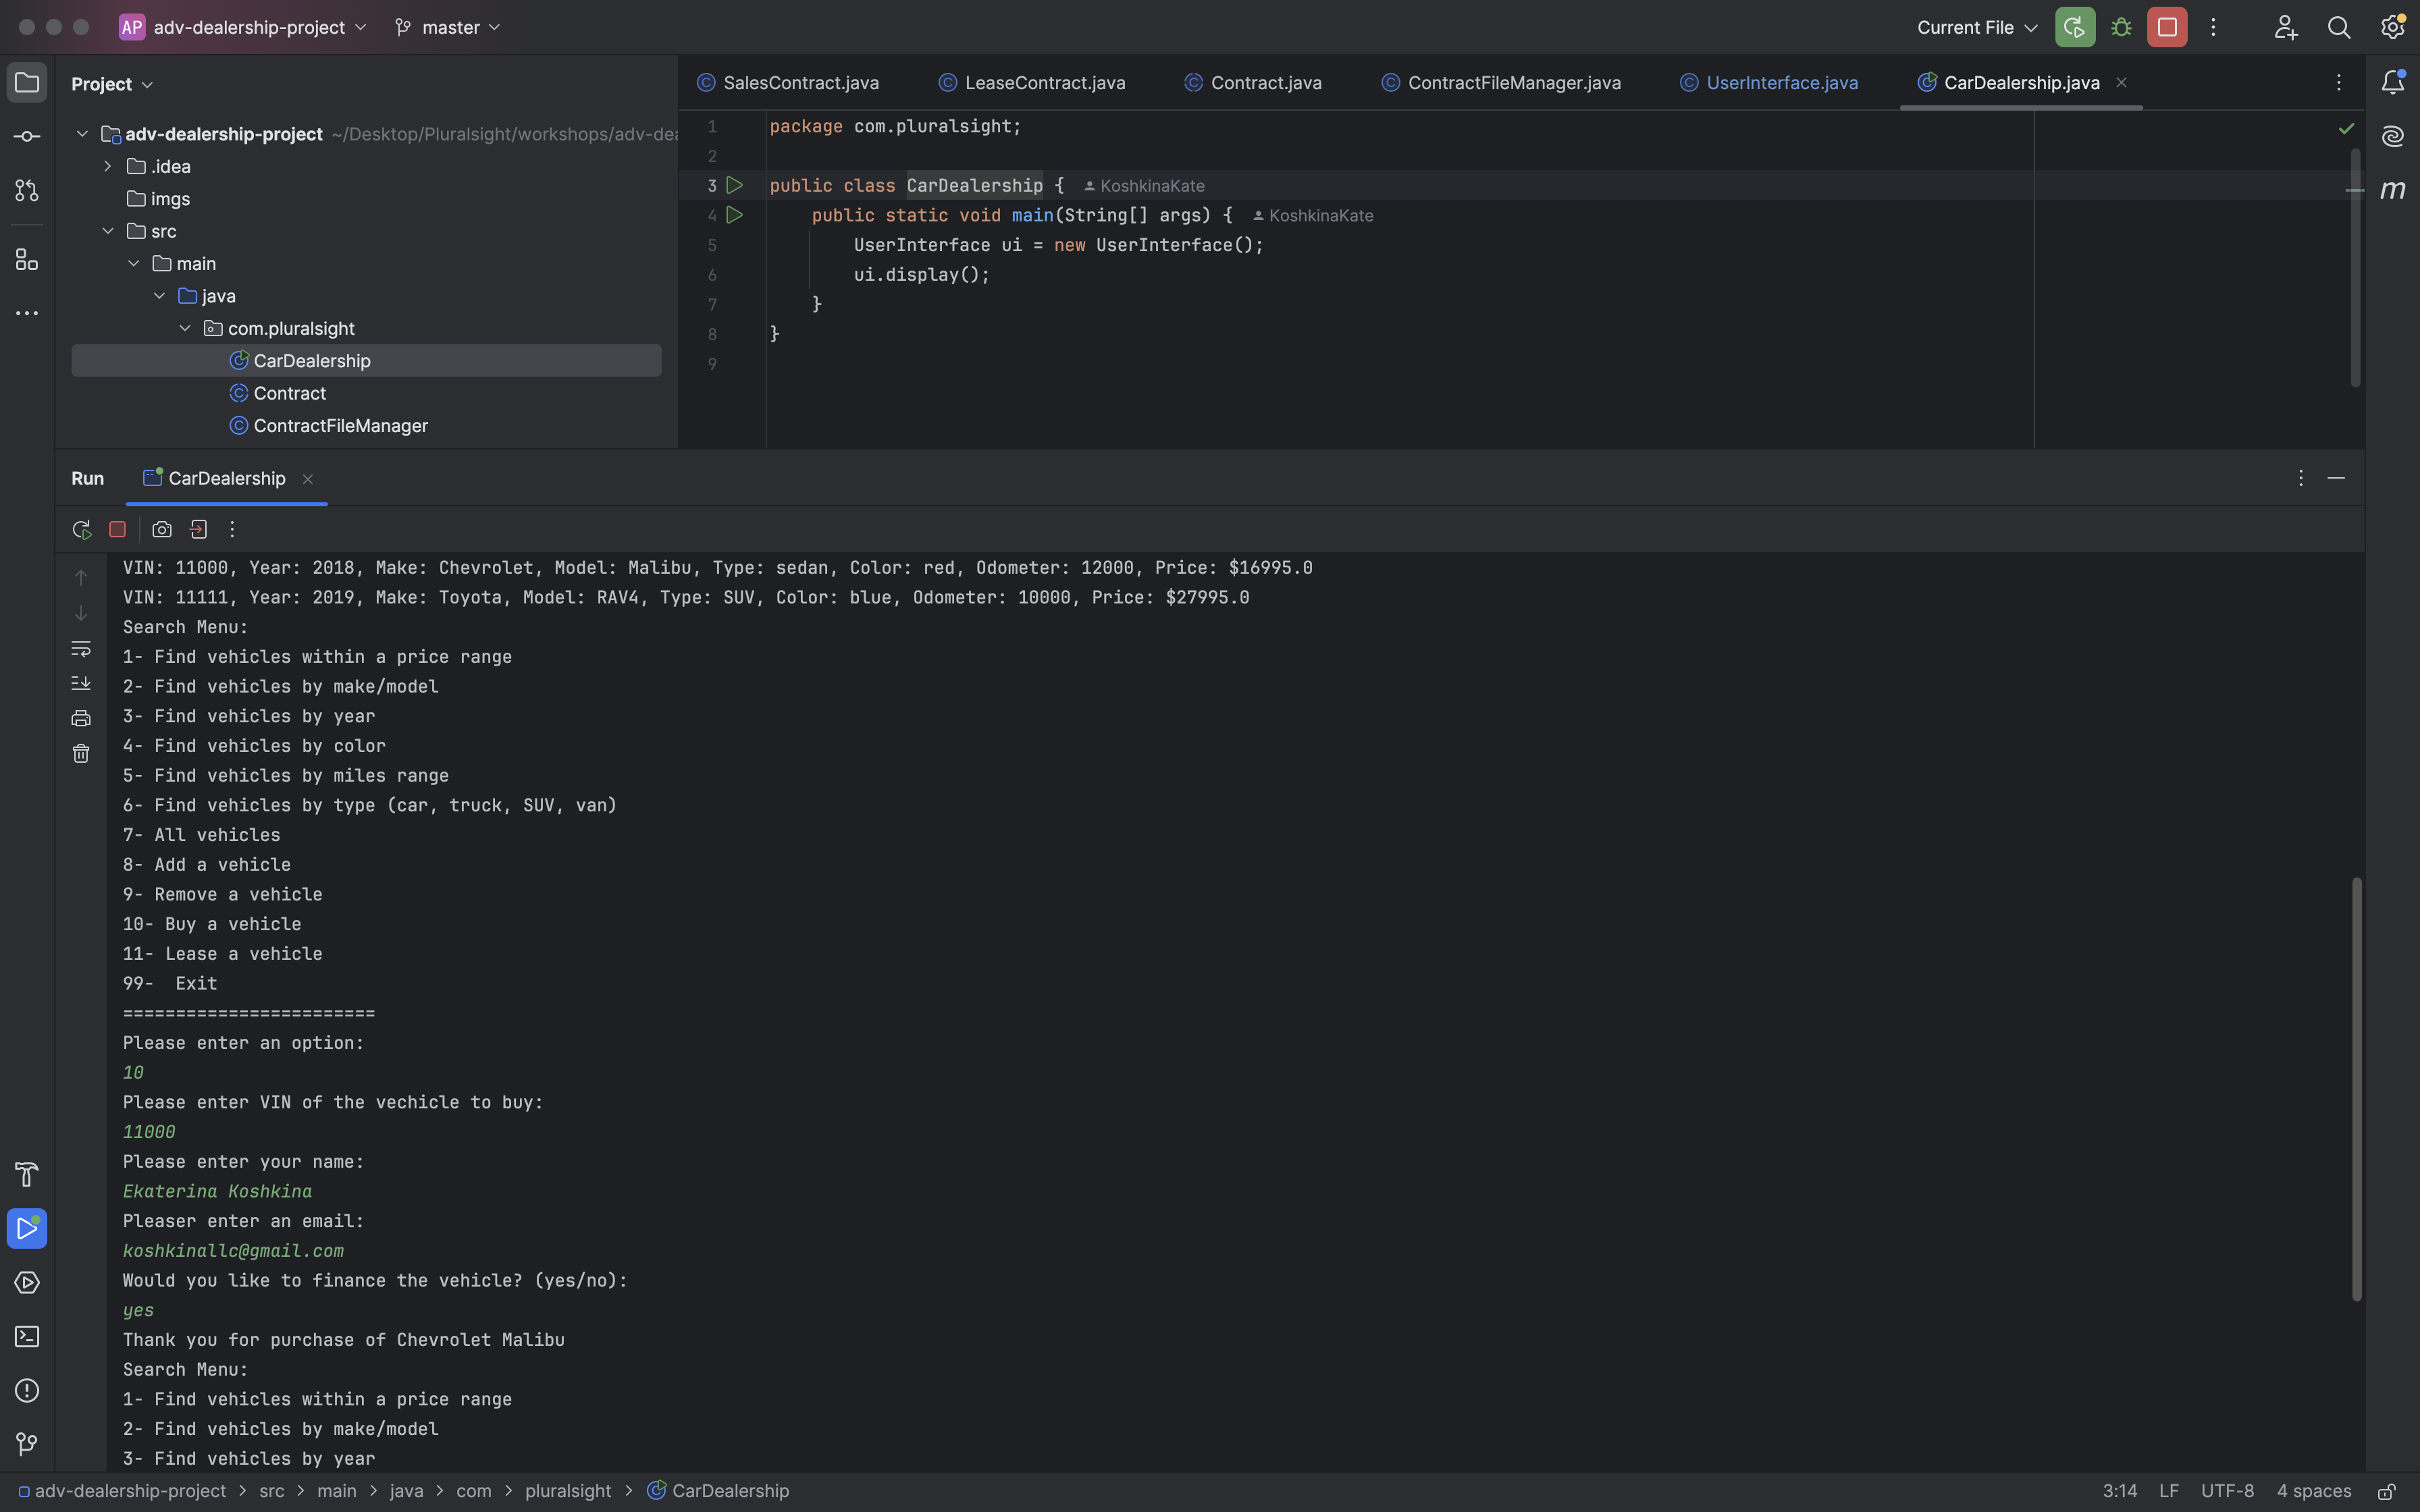 AP adv-dealership-project master Current File
Project
adv-dealership-project ~/Desktop/Pluralsight/workshops/adv-dea
.idea
imgs
src
main
java
com.pluralsight
CarDealership
Contract
ContractFileManager
SalesContract.java LeaseContract.java Contract.java ContractFileManager.java UserInterface.java CarDealership.java
1 package com.pluralsight;
2
3 public class CarDealership { KoshkinaKate
4 public static void main(String[] args) { KoshkinaKate
5 UserInterface ui = new UserInterface();
6 ui.display();
7 }
8 }
9
m
Run CarDealership
VIN: 11000, Year: 2018, Make: Chevrolet, Model: Malibu, Type: sedan, Color: red, Odometer: 12000, Price: $16995.0
VIN: 11111, Year: 2019, Make: Toyota, Model: RAV4, Type: SUV, Color: blue, Odometer: 10000, Price: $27995.0
Search Menu:
1- Find vehicles within a price range
2- Find vehicles by make/model
3- Find vehicles by year
4- Find vehicles by color
5- Find vehicles by miles range
6- Find vehicles by type (car, truck, SUV, van)
7- All vehicles
8- Add a vehicle
9- Remove a vehicle
10- Buy a vehicle
11- Lease a vehicle
99-  Exit
========================
Please enter an option:
10
Please enter VIN of the vechicle to buy:
11000
Please enter your name:
Ekaterina Koshkina
Pleaser enter an email:
koshkinallc@gmail.com
Would you like to finance the vehicle? (yes/no):
yes
Thank you for purchase of Chevrolet Malibu
Search Menu:
1- Find vehicles within a price range
2- Find vehicles by make/model
3- Find vehicles by year
adv-dealership-project > src > main > java > com > pluralsight > CarDealership 3:14 LF UTF-8 4 spaces